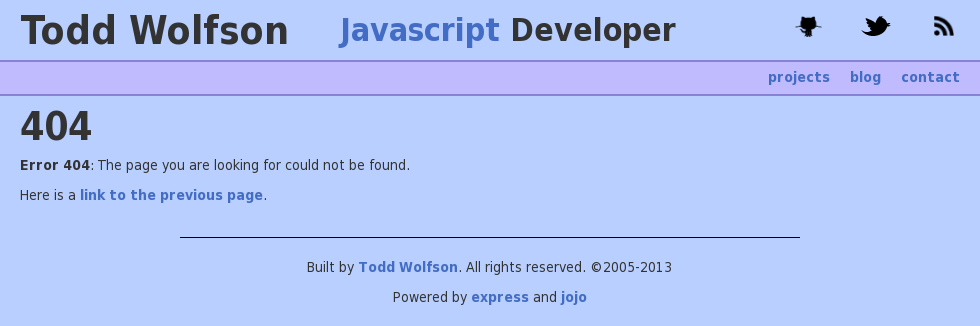 Todd Wolfson Javascript Developer
projects blog contact
404
Error 404: The page you are looking for could not be found.
Here is a link to the previous page.
Built by Todd Wolfson. All rights reserved. ©2005-2013
Powered by express and jojo